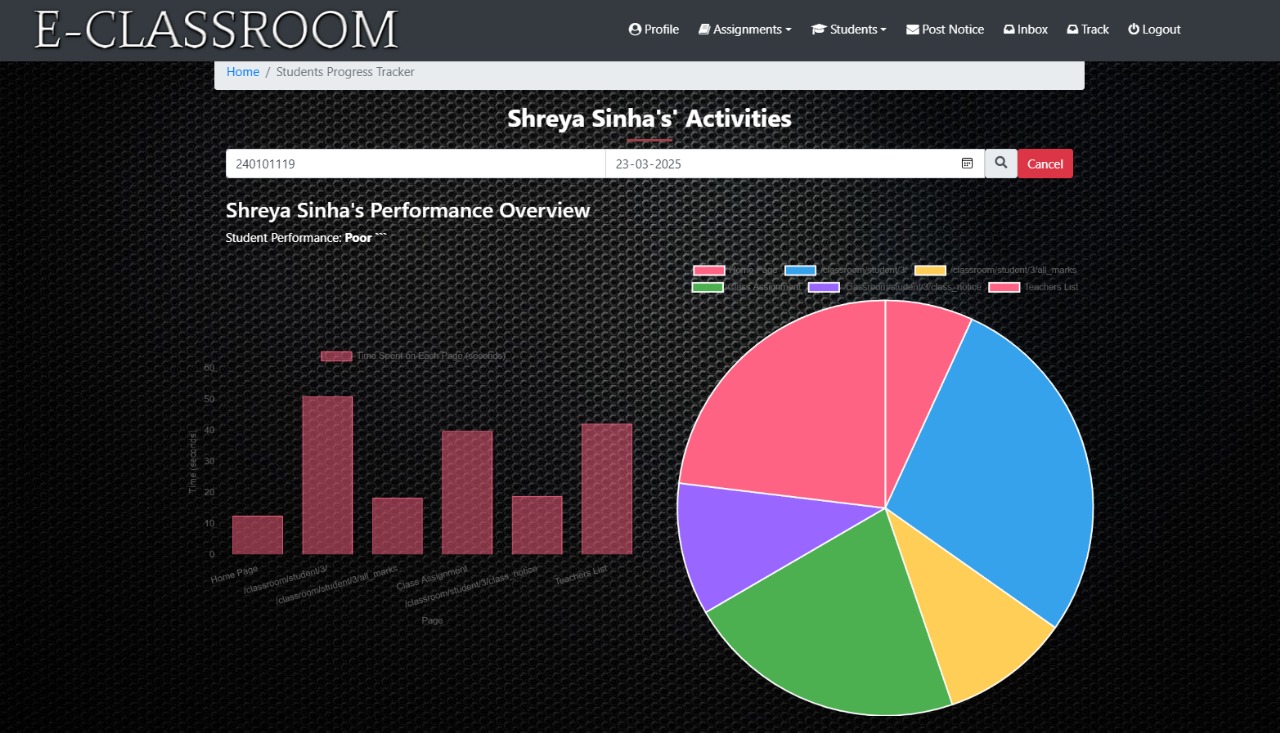 E-CLASSROOM
Profile Assignments Students Post Notice Inbox Track Logout
Home / Students Progress Tracker
Shreya Sinha's' Activities
240101119 23-03-2025 Cancel
Shreya Sinha's Performance Overview
Student Performance: Poor ```
Home Page /classroom/student/3/ /classroom/student/3/all_marks
Class Assignment /classroom/student/3/class_notice Teachers List
Time Spent on Each Page (seconds)
60
50
40
30
20
10
0
Time (seconds)
Home Page /classroom/student/3/ /classroom/student/3/all_marks Class Assignment /classroom/student/3/class_notice Teachers List
Page